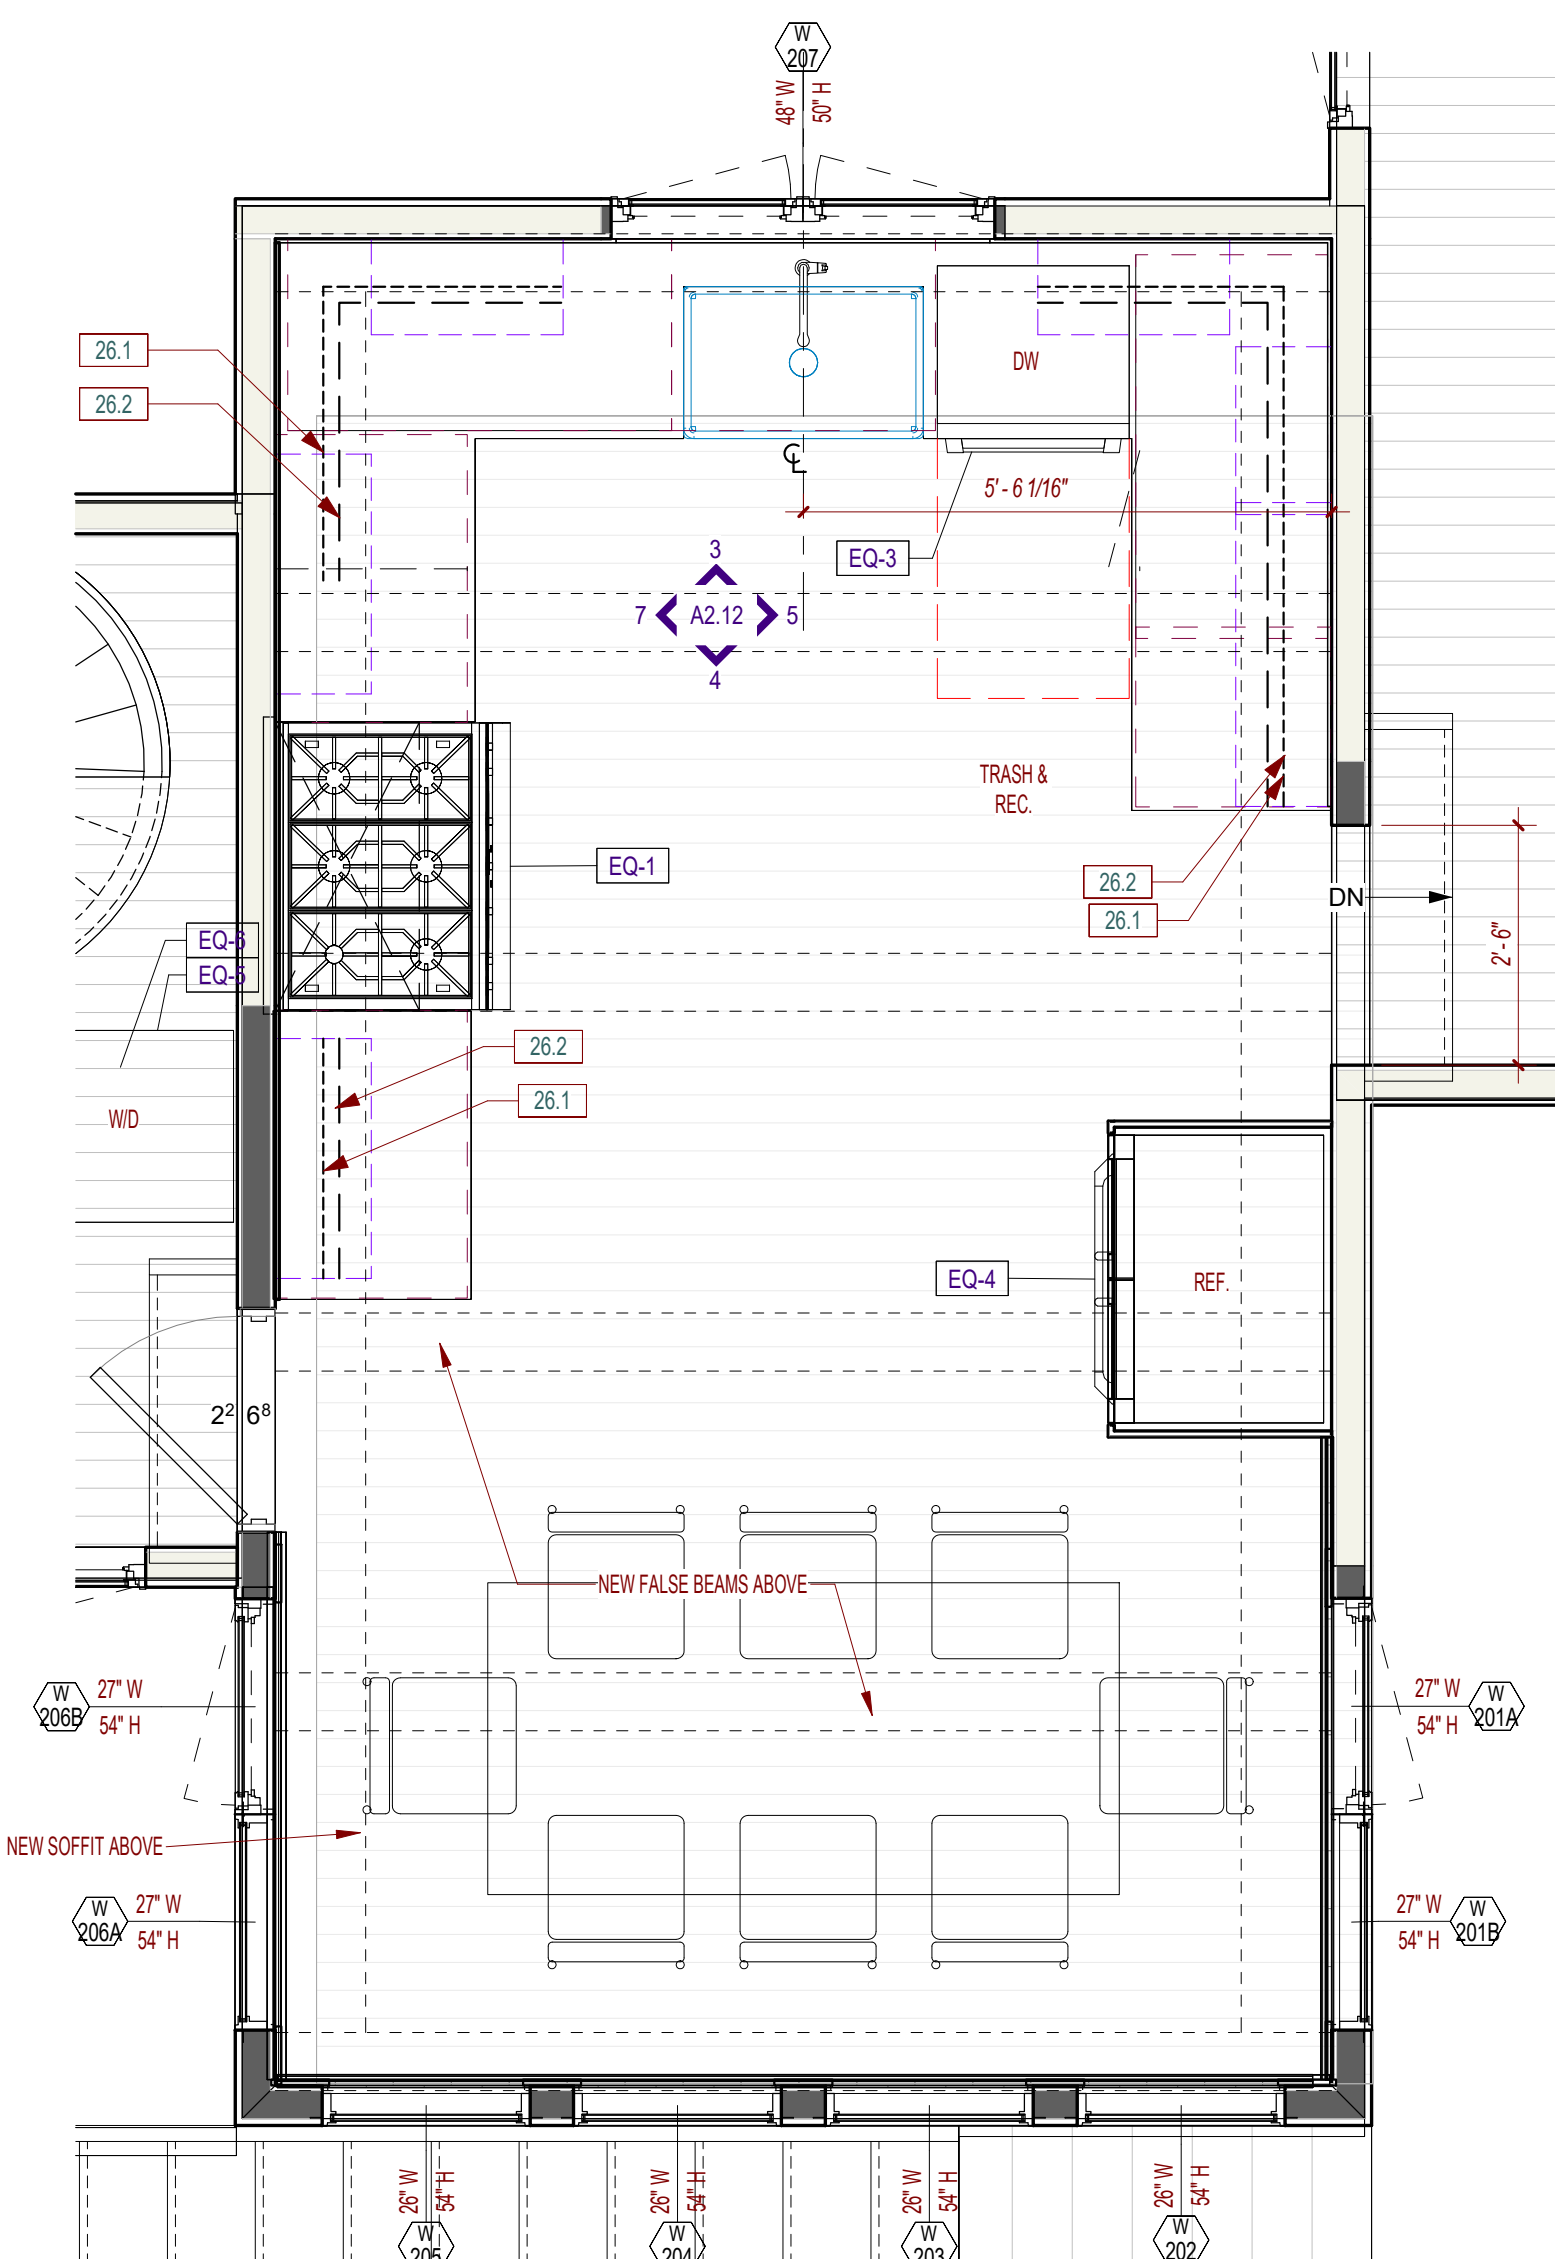 W
207
48" W
50" H
26.1
26.2
DW
5' - 6 1/16"
EQ-3
3
7
A2.12
5
4
TRASH &
REC.
EQ-1
26.2
26.1
DN
2' - 6"
EQ-6
EQ-5
26.2
26.1
W/D
EQ-4
REF.
2² 6⁸
NEW FALSE BEAMS ABOVE
W
206B
27" W
54" H
27" W
54" H
W
201A
NEW SOFFIT ABOVE
W
206A
27" W
54" H
27" W
54" H
W
201B
26" W
54" H
26" W
54" H
26" W
54" H
26" W
54" H
W
205
W
204
W
203
W
202